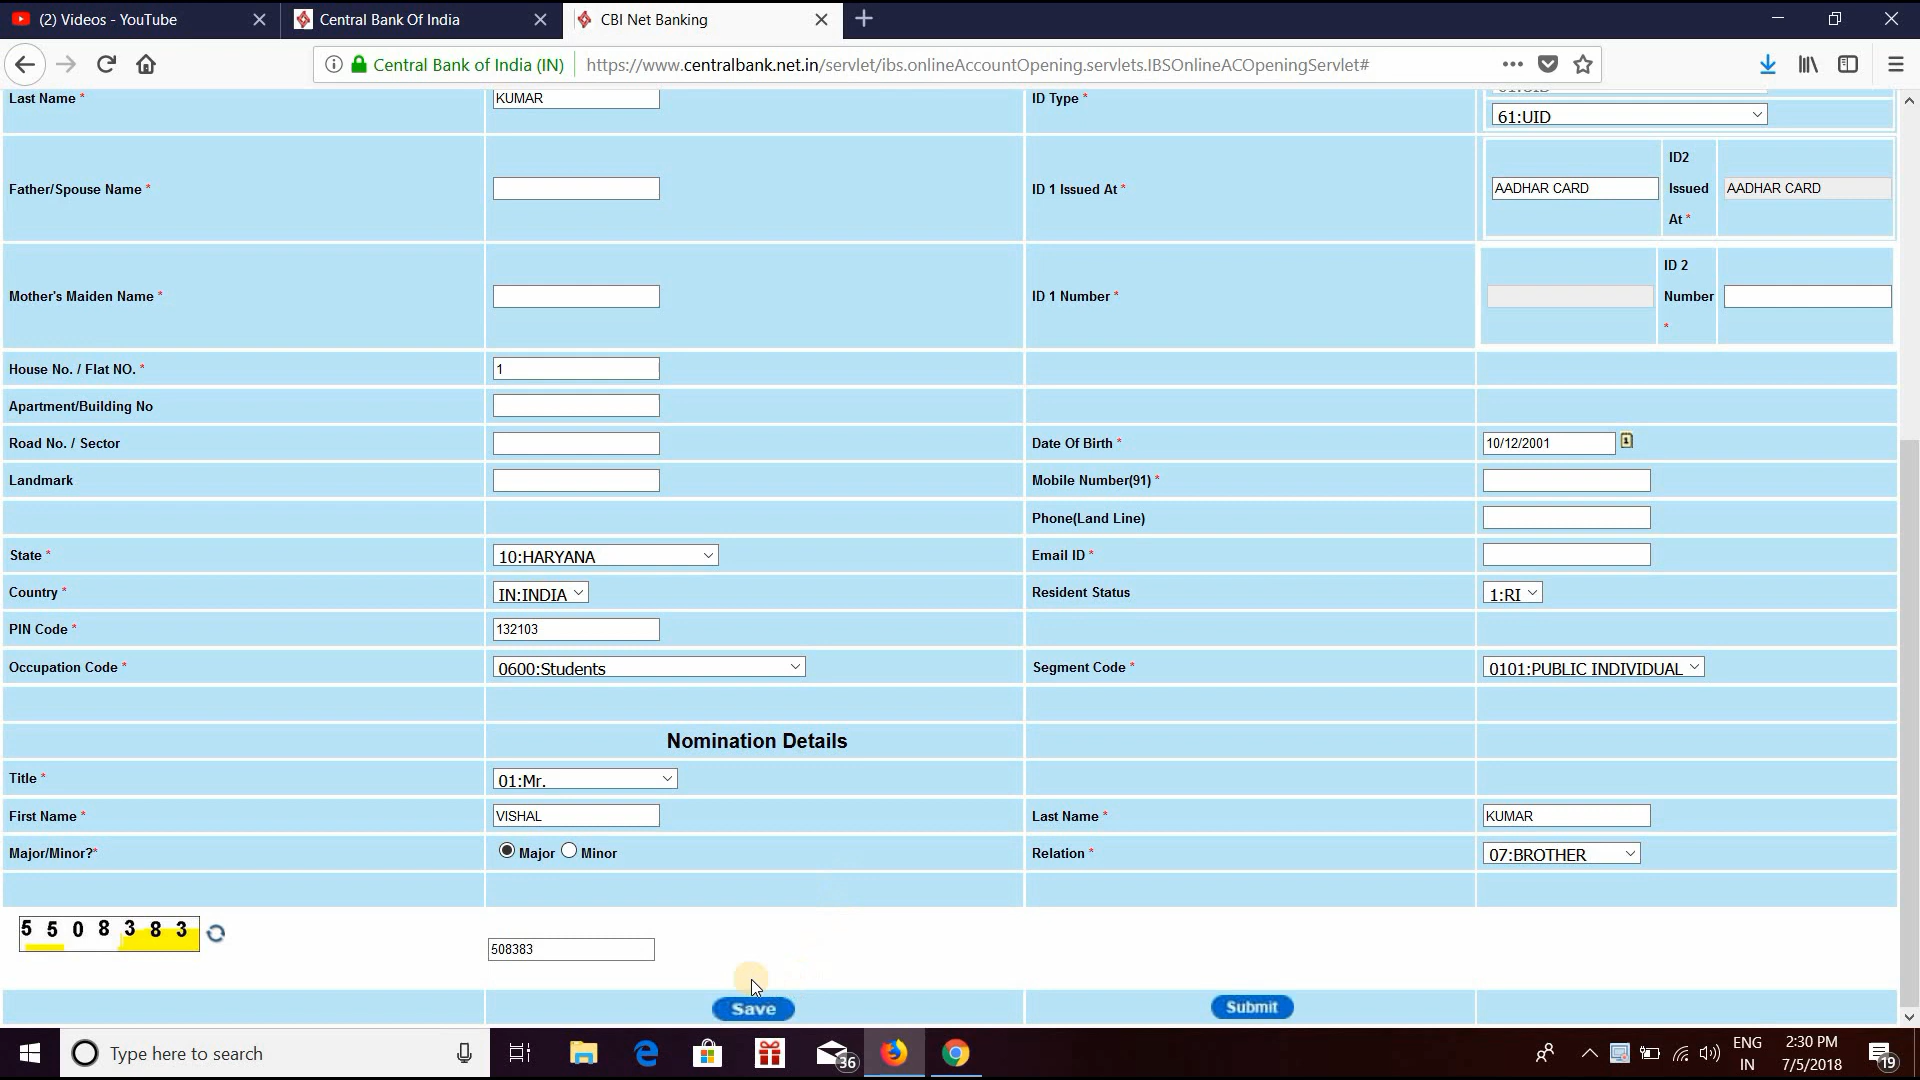 (2) Videos - YouTube
Central Bank Of India
CBI Net Banking
Central Bank of India (IN)
https://www.centralbank.net.in/servlet/ibs.onlineAccountOpening.servlets.IBSOnlineACOpeningServlet#
Last Name * KUMAR ID Type *
61:UID
Father/Spouse Name * ID 1 Issued At * AADHAR CARD ID2 Issued At * AADHAR CARD
Mother's Maiden Name * ID 1 Number * ID 2 Number *
House No. / Flat NO. * 1
Apartment/Building No
Road No. / Sector Date Of Birth * 10/12/2001
Landmark Mobile Number(91) *
Phone(Land Line)
State * 10:HARYANA Email ID *
Country * IN:INDIA Resident Status 1:RI
PIN Code * 132103
Occupation Code * 0600:Students Segment Code * 0101:PUBLIC INDIVIDUAL
Nomination Details
Title * 01:Mr.
First Name * VISHAL Last Name * KUMAR
Major/Minor?* Major Minor Relation * 07:BROTHER
5 5 0 8 3 8 3
508383
Save Submit
Type here to search
36
ENG
IN
2:30 PM
7/5/2018
19